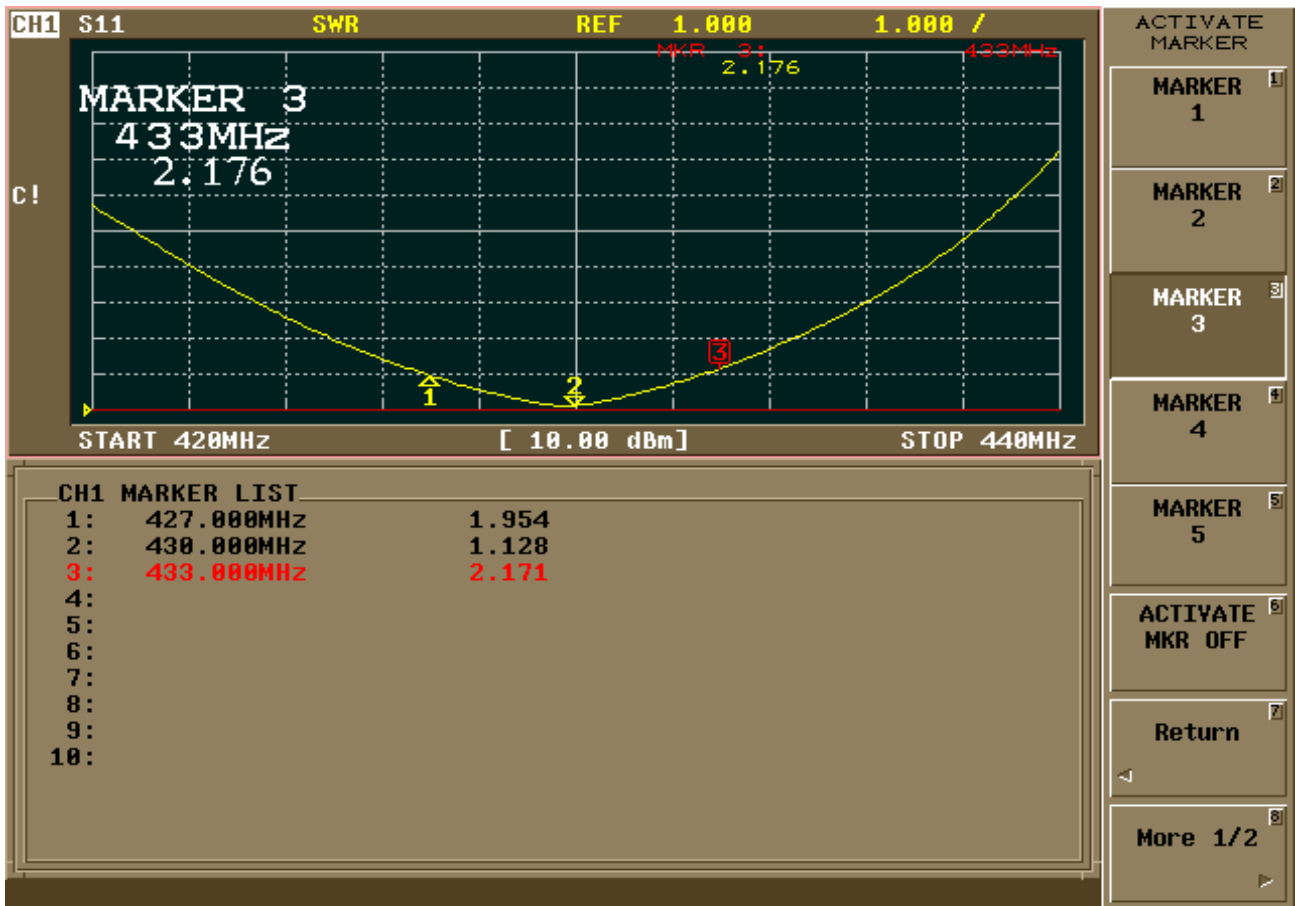 CH1 S11 SWR REF 1.000 1.000 /
MKR 3: 433MHz
2.176
MARKER 3
433MHz
2.176
C!
3
1
2
START 420MHz [ 10.00 dBm] STOP 440MHz
CH1 MARKER LIST
1: 427.000MHz 1.954
2: 430.000MHz 1.128
3: 433.000MHz 2.171
4:
5:
6:
7:
8:
9:
10:
ACTIVATE
MARKER
MARKER 1
1
MARKER 2
2
MARKER 3
3
MARKER 4
4
MARKER 5
5
ACTIVATE 6
MKR OFF
7
Return
8
More 1/2